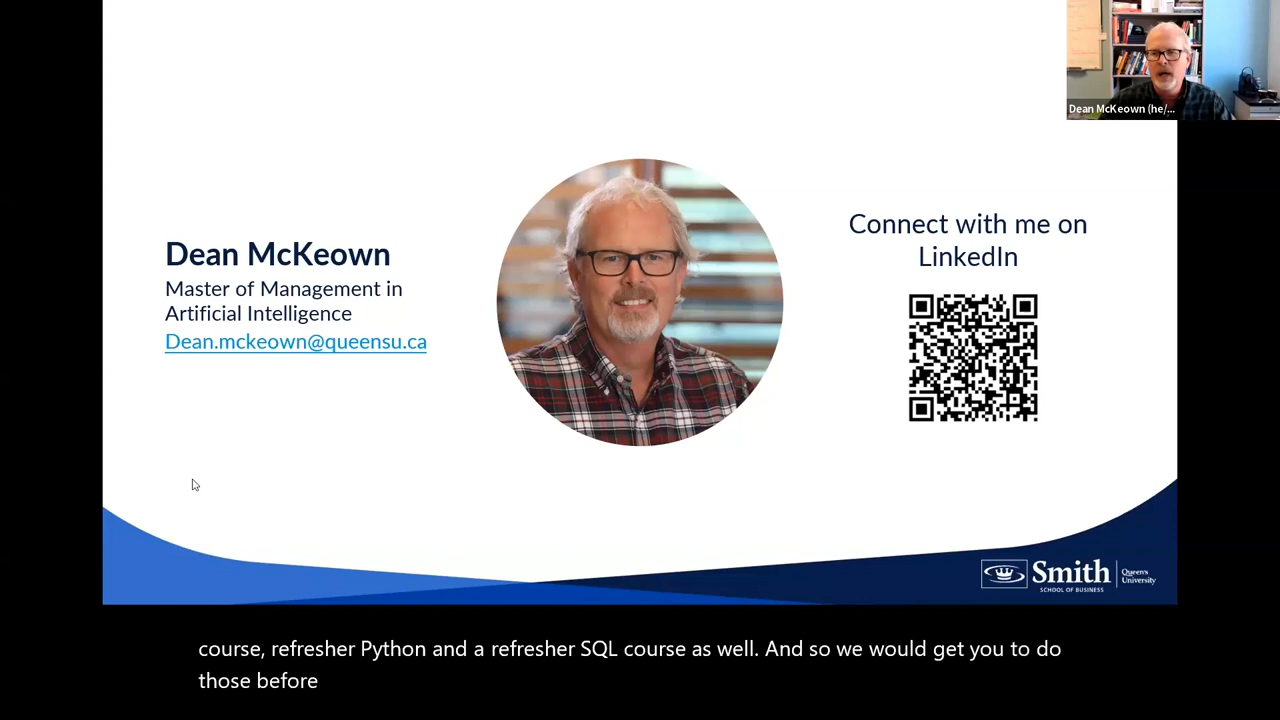 Dean McKeown (he/...
Dean McKeown
Master of Management in
Artificial Intelligence
Dean.mckeown@queensu.ca
Connect with me on
LinkedIn
Smith
SCHOOL OF BUSINESS
Queen's
University
course, refresher Python and a refresher SQL course as well. And so we would get you to do
those before